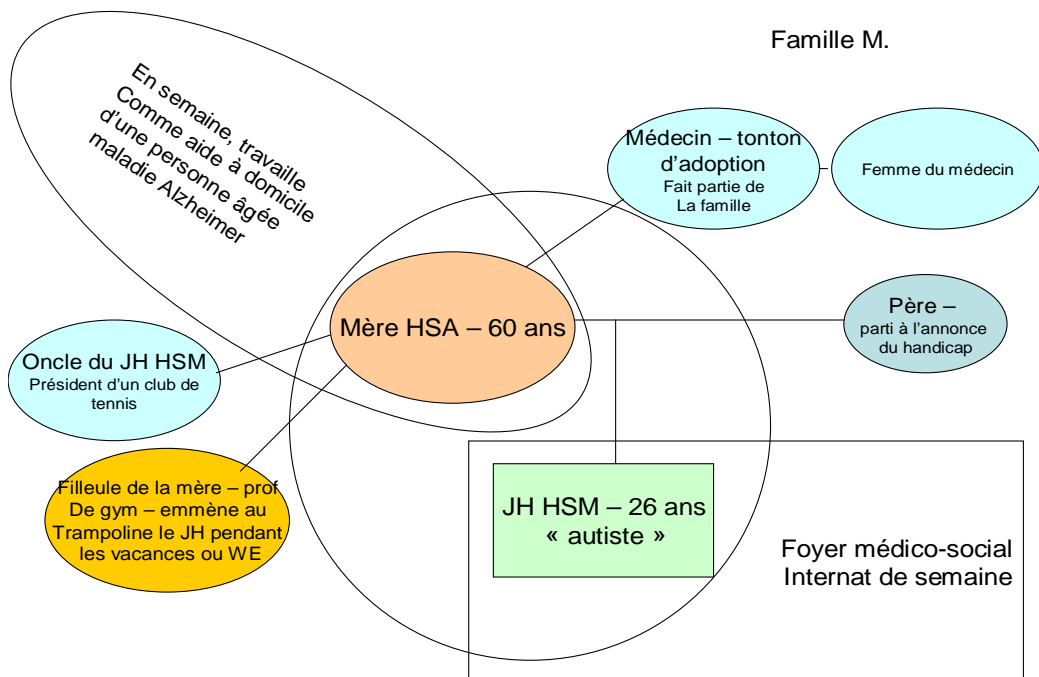 Famille M.
En semaine, travaille
Comme aide à domicile
d'une personne âgée
maladie Alzheimer
Médecin – tonton
d'adoption
Fait partie de
La famille
Femme du médecin
Mère HSA – 60 ans
Père –
parti à l'annonce
du handicap
Oncle du JH HSM
Président d'un club de
tennis
Filleule de la mère – prof
De gym – emmène au
Trampoline le JH pendant
les vacances ou WE
JH HSM – 26 ans
« autiste »
Foyer médico-social
Internat de semaine